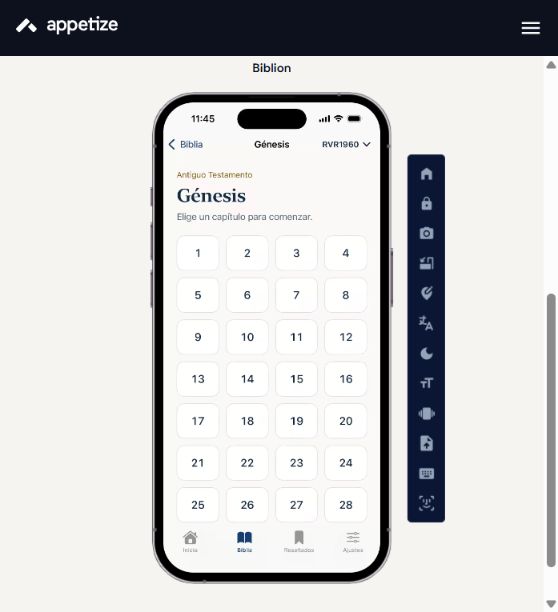 appetize
Biblion
11:45
Biblia
Génesis
RVR1960
Antiguo Testamento
Génesis
Elige un capítulo para comenzar.
1 2 3 4
5 6 7 8
9 10 11 12
13 14 15 16
17 18 19 20
21 22 23 24
25 26 27 28
Inicio Biblia Resaltados Ajustes